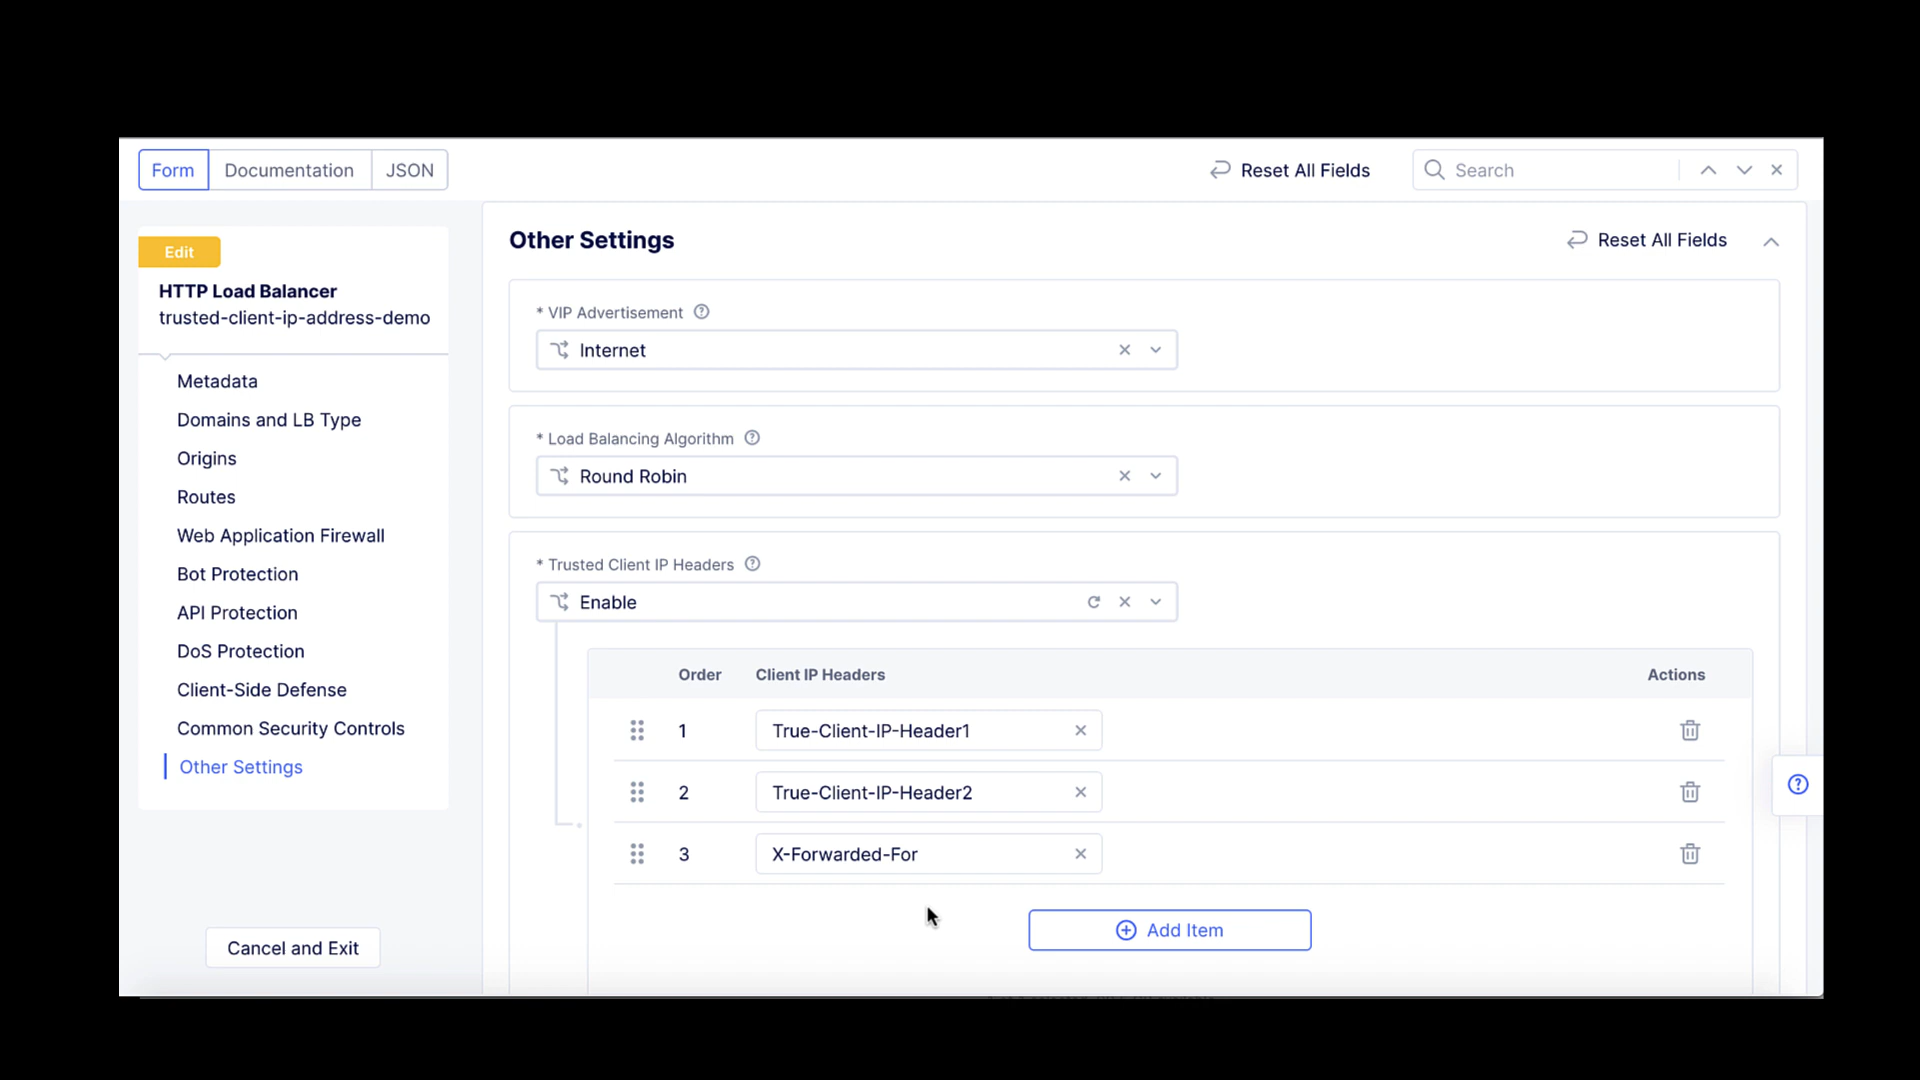 Form Documentation JSON Reset All Fields Search
Edit
HTTP Load Balancer
trusted-client-ip-address-demo
Metadata
Domains and LB Type
Origins
Routes
Web Application Firewall
Bot Protection
API Protection
DoS Protection
Client-Side Defense
Common Security Controls
Other Settings
Cancel and Exit
Other Settings Reset All Fields
* VIP Advertisement
Internet
* Load Balancing Algorithm
Round Robin
* Trusted Client IP Headers
Enable
Order Client IP Headers Actions
1 True-Client-IP-Header1
2 True-Client-IP-Header2
3 X-Forwarded-For
Add Item